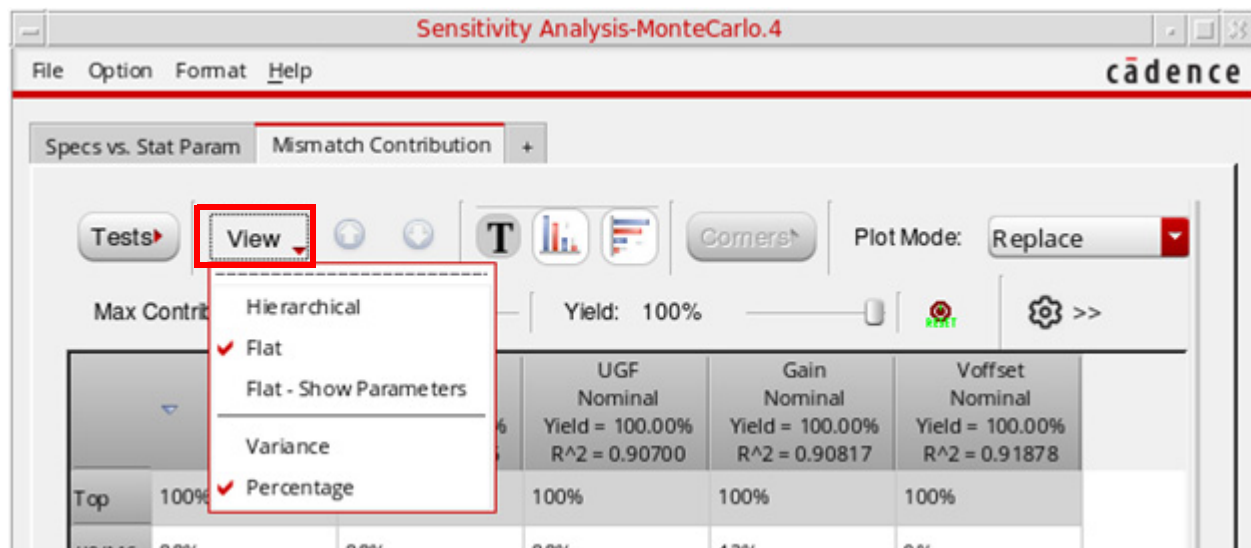 Sensitivity Analysis-MonteCarlo.4
File Option Format Help
cādence
Specs vs. Stat Param Mismatch Contribution +
Tests View T Corners Plot Mode: Replace
Max Yield: 100% RESET >>
Hierarchical
Flat
Flat - Show Parameters
Variance
Percentage
UGF Gain Voffset
Nominal Nominal Nominal
Yield = 100.00% Yield = 100.00% Yield = 100.00%
R^2 = 0.90700 R^2 = 0.90817 R^2 = 0.91878
Top 100% 100% 100% 100%